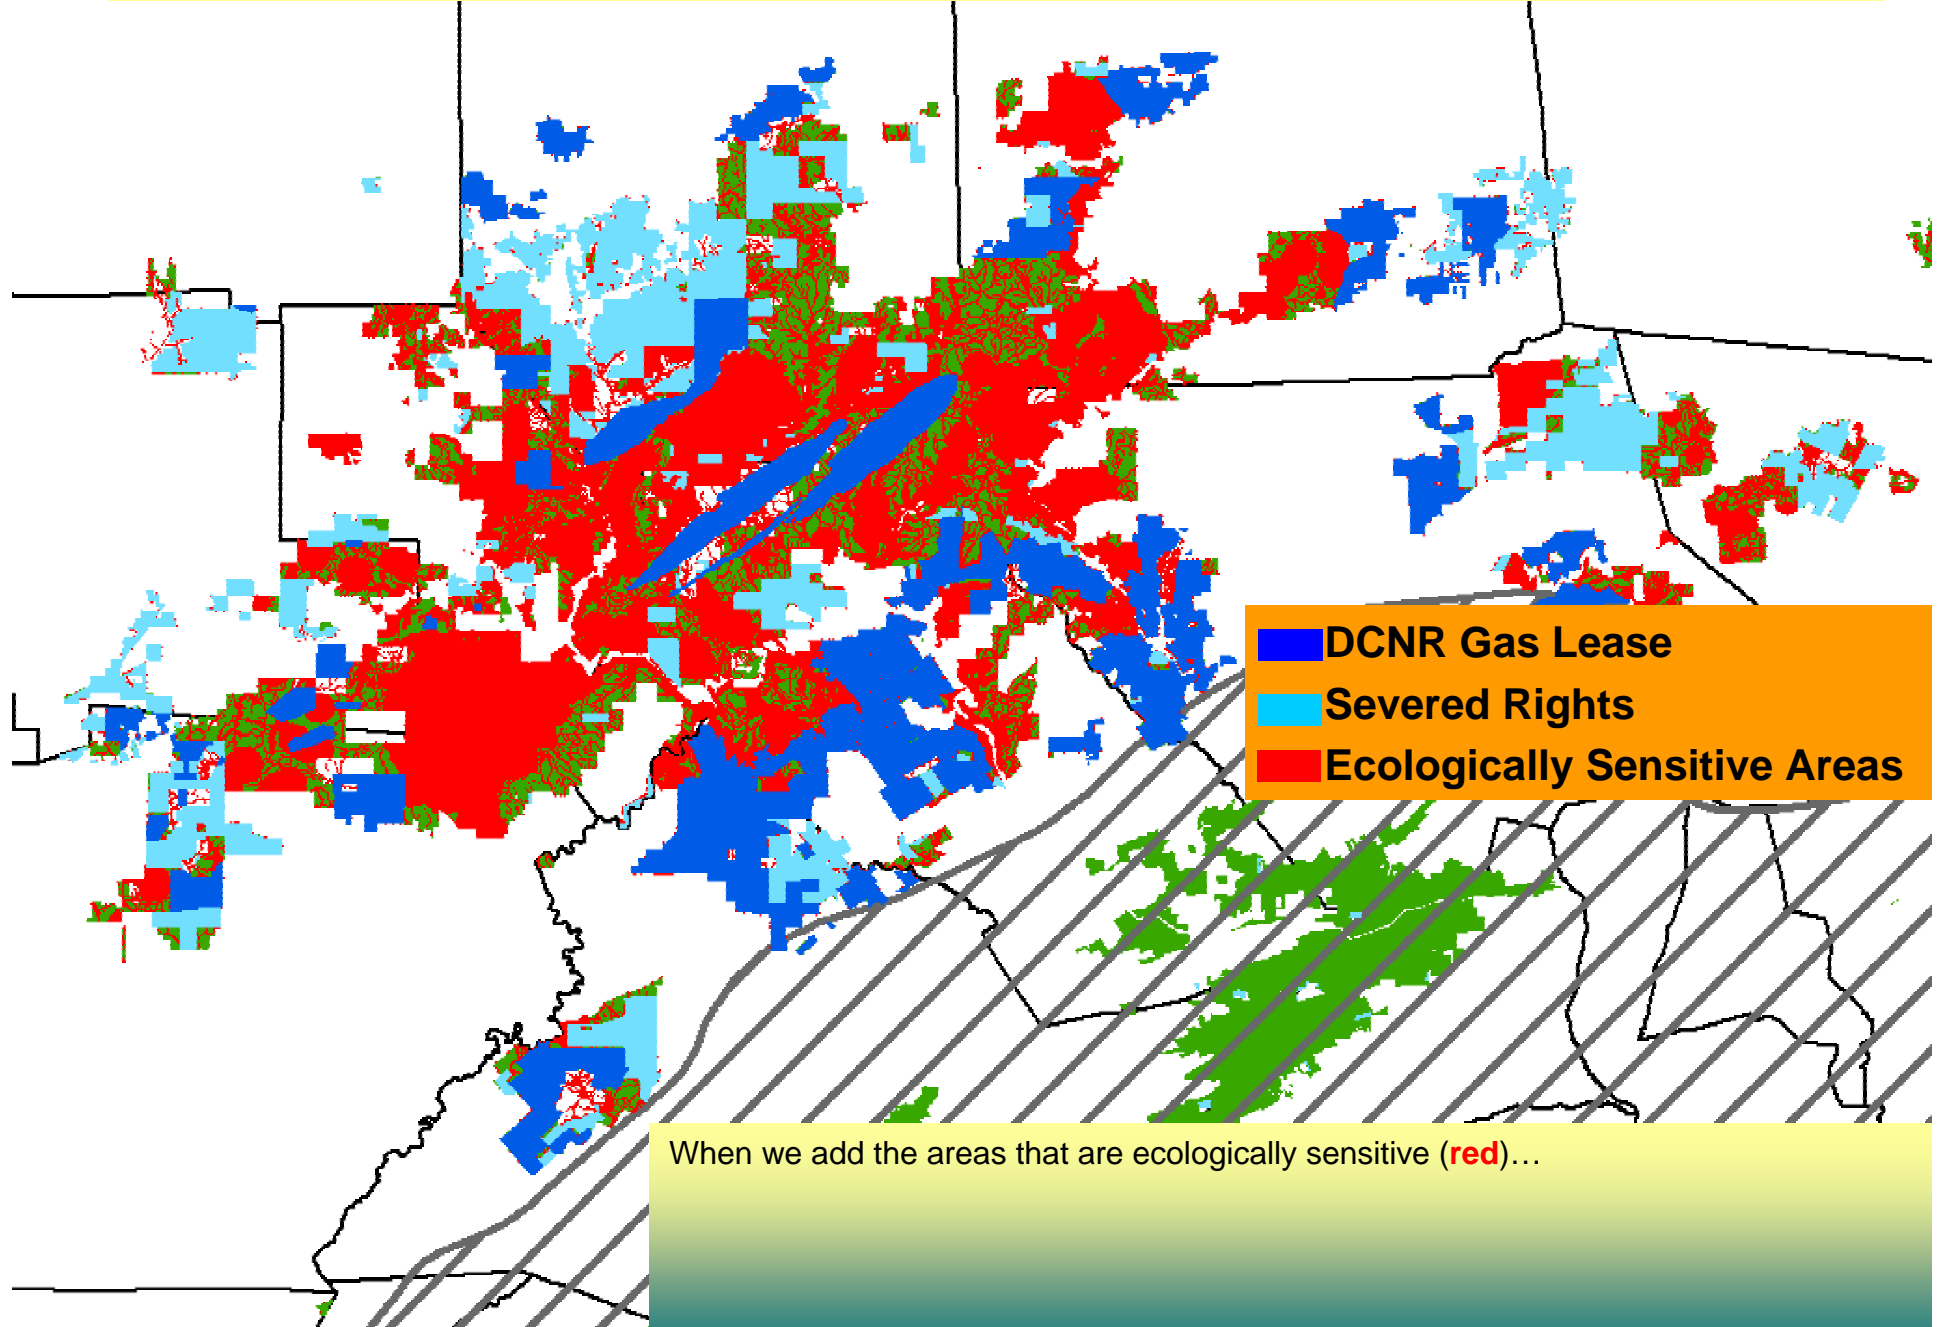 DCNR Gas Lease
Severed Rights
Ecologically Sensitive Areas
When we add the areas that are ecologically sensitive (red)…